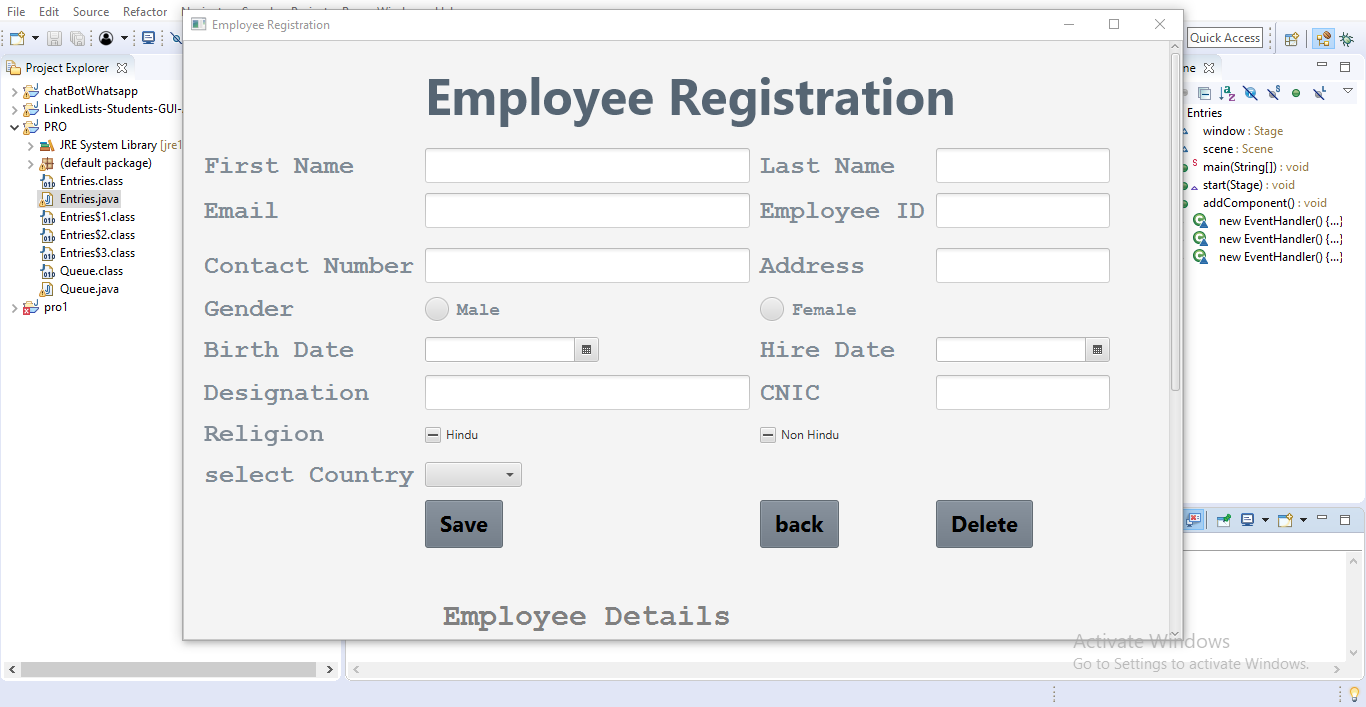 File Edit Source Refactor
Employee Registration
Quick Access
Project Explorer
chatBotWhatsapp
LinkedLists-Students-GUI-
PRO
JRE System Library [jre1
(default package)
Entries.class
Entries.java
Entries$1.class
Entries$2.class
Entries$3.class
Queue.class
Queue.java
pro1
Employee Registration
First Name Last Name
Email Employee ID
Contact Number Address
Gender Male Female
Birth Date Hire Date
Designation CNIC
Religion Hindu Non Hindu
select Country
Save back Delete
Employee Details
ne
Entries
window : Stage
scene : Scene
main(String[]) : void
start(Stage) : void
addComponent() : void
new EventHandler() {...}
new EventHandler() {...}
new EventHandler() {...}
Activate Windows
Go to Settings to activate Windows.